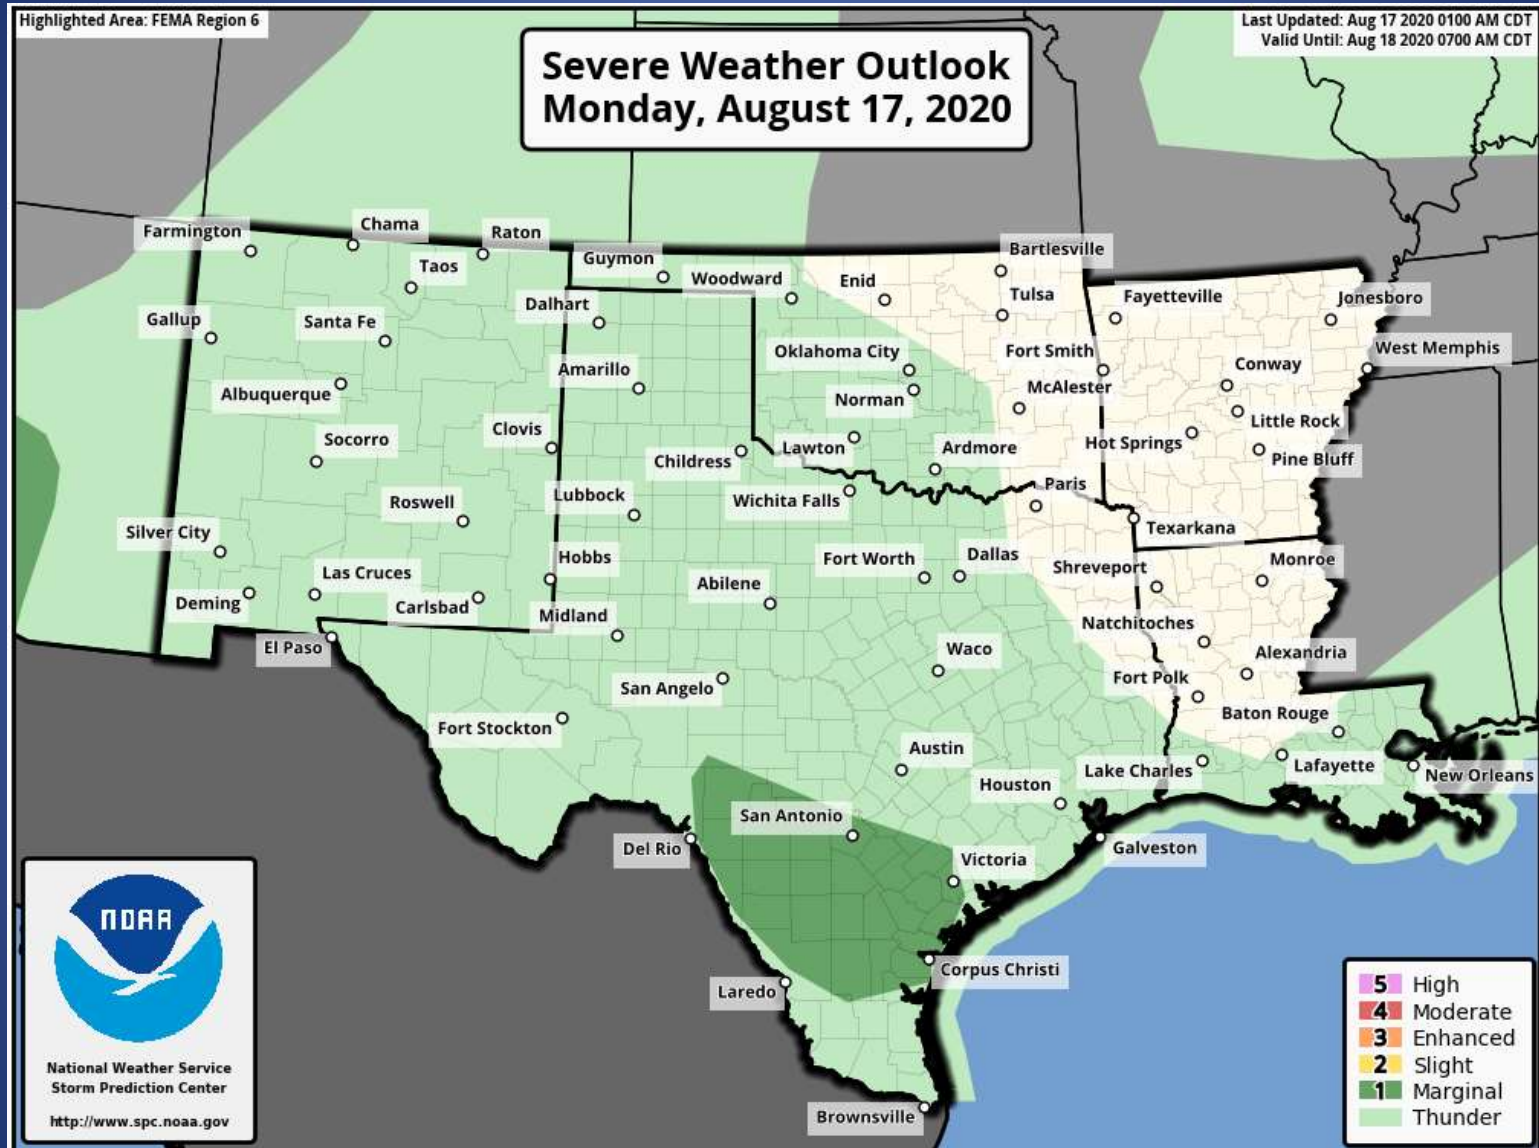 Highlighted Area: FEMA Region 6
Last Updated: Aug 17 2020 0100 AM CDT
Valid Until: Aug 18 2020 0700 AM CDT
Severe Weather Outlook
Monday, August 17, 2020
Farmington
Chama
Raton
Taos
Guymon
Woodward
Enid
Bartlesville
Tulsa
Fayetteville
Jonesboro
Gallup
Santa Fe
Dalhart
Oklahoma City
Fort Smith
West Memphis
Amarillo
Conway
Albuquerque
Norman
McAlester
Little Rock
Socorro
Clovis
Childress
Lawton
Ardmore
Hot Springs
Pine Bluff
Roswell
Lubbock
Wichita Falls
Paris
Texarkana
Silver City
Hobbs
Fort Worth
Dallas
Shreveport
Monroe
Las Cruces
Deming
Carlsbad
Midland
Abilene
Natchitoches
El Paso
San Angelo
Waco
Alexandria
Fort Polk
Fort Stockton
Baton Rouge
Austin
Houston
Lake Charles
Lafayette
New Orleans
San Antonio
Del Rio
Victoria
Galveston
Laredo
Corpus Christi
Brownsville
NOAA
National Weather Service
Storm Prediction Center
http://www.spc.noaa.gov
5 High
4 Moderate
3 Enhanced
2 Slight
1 Marginal
Thunder